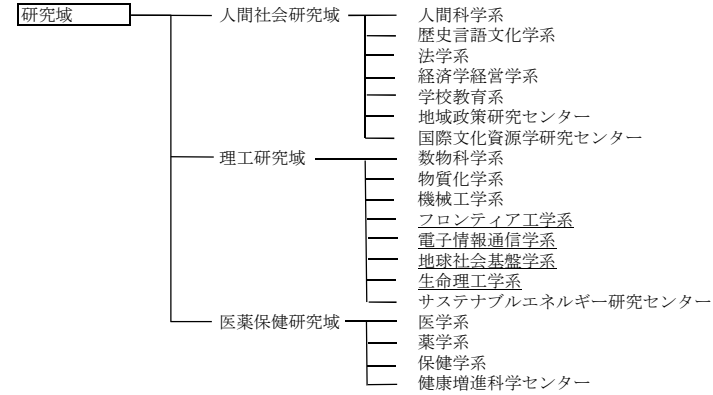 研究域
人間社会研究域
人間科学系
歴史言語文化学系
法学系
経済学経営学系
学校教育系
地域政策研究センター
国際文化資源学研究センター
理工研究域
数物科学系
物質化学系
機械工学系
フロンティア工学系
電子情報通信学系
地球社会基盤学系
生命理工学系
サステナブルエネルギー研究センター
医薬保健研究域
医学系
薬学系
保健学系
健康増進科学センター